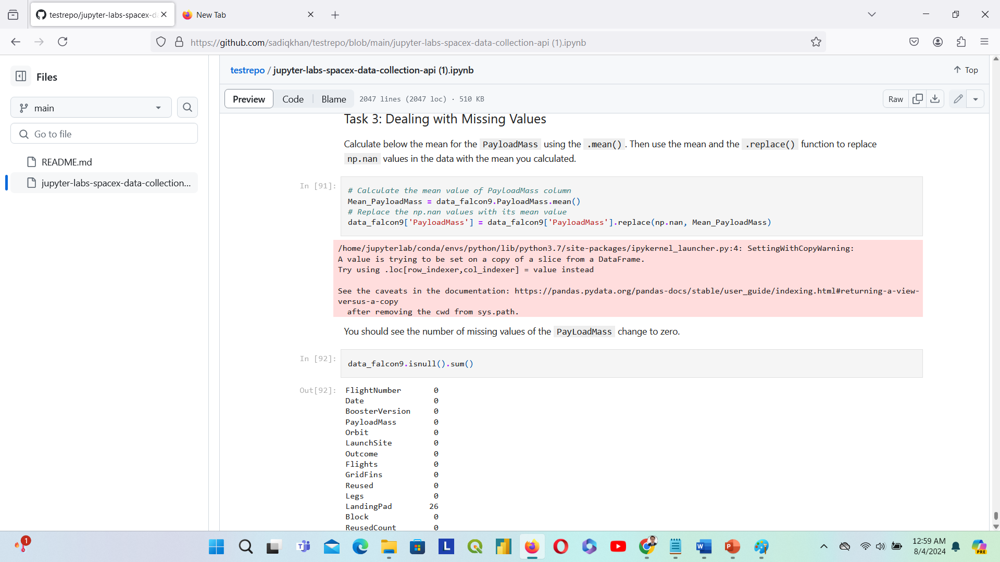 testrepo/jupyter-labs-spacex-da
New Tab
https://github.com/sadiqkhan/testrepo/blob/main/jupyter-labs-spacex-data-collection-api (1).ipynb
Files
testrepo / jupyter-labs-spacex-data-collection-api (1).ipynb
Top
main
Preview
Code
Blame
2047 lines (2047 loc) · 510 KB
Raw
Go to file
README.md
jupyter-labs-spacex-data-collection...
Task 3: Dealing with Missing Values
Calculate below the mean for the PayloadMass using the .mean(). Then use the mean and the .replace() function to replace
np.nan values in the data with the mean you calculated.
In [91]:
# Calculate the mean value of PayloadMass column
Mean_PayloadMass = data_falcon9.PayloadMass.mean()
# Replace the np.nan values with its mean value
data_falcon9['PayloadMass'] = data_falcon9['PayloadMass'].replace(np.nan, Mean_PayloadMass)
/home/jupyterlab/conda/envs/python/lib/python3.7/site-packages/ipykernel_launcher.py:4: SettingWithCopyWarning:
A value is trying to be set on a copy of a slice from a DataFrame.
Try using .loc[row_indexer,col_indexer] = value instead
See the caveats in the documentation: https://pandas.pydata.org/pandas-docs/stable/user_guide/indexing.html#returning-a-view-
versus-a-copy
after removing the cwd from sys.path.
You should see the number of missing values of the PayLoadMass change to zero.
In [92]:
data_falcon9.isnull().sum()
Out[92]:
FlightNumber 0
Date 0
BoosterVersion 0
PayloadMass 0
Orbit 0
LaunchSite 0
Outcome 0
Flights 0
GridFins 0
Reused 0
Legs 0
LandingPad 26
Block 0
ReusedCount 0
1
L
PRE
12:59 AM
8/4/2024